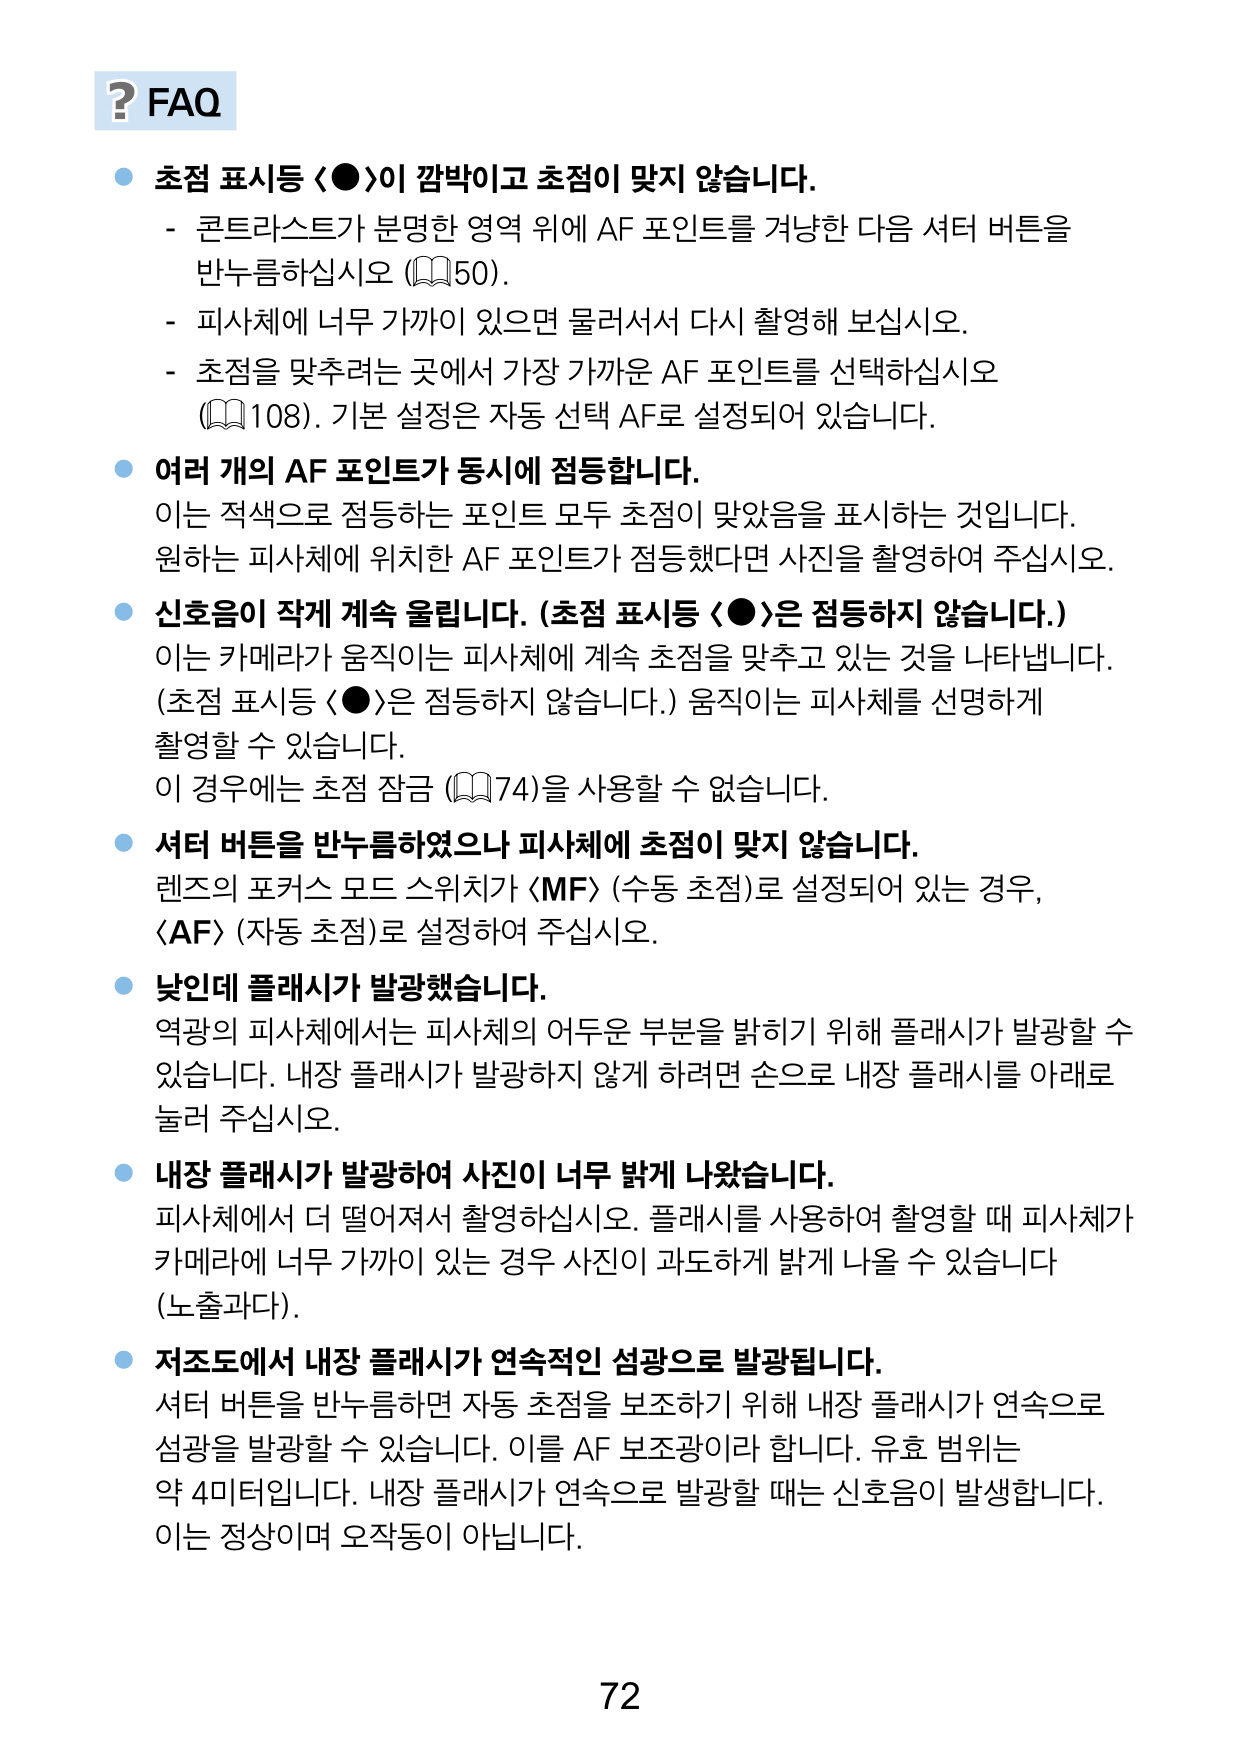 ? FAQ
● 초점 표시등 <●>이 깜박이고 초점이 맞지 않습니다.
- 콘트라스트가 분명한 영역 위에 AF 포인트를 겨냥한 다음 셔터 버튼을
반누름하십시오 (📖50).
- 피사체에 너무 가까이 있으면 물러서서 다시 촬영해 보십시오.
- 초점을 맞추려는 곳에서 가장 가까운 AF 포인트를 선택하십시오
(📖108). 기본 설정은 자동 선택 AF로 설정되어 있습니다.
● 여러 개의 AF 포인트가 동시에 점등합니다.
이는 적색으로 점등하는 포인트 모두 초점이 맞았음을 표시하는 것입니다.
원하는 피사체에 위치한 AF 포인트가 점등했다면 사진을 촬영하여 주십시오.
● 신호음이 작게 계속 울립니다. (초점 표시등 <●>은 점등하지 않습니다.)
이는 카메라가 움직이는 피사체에 계속 초점을 맞추고 있는 것을 나타냅니다.
(초점 표시등 <●>은 점등하지 않습니다.) 움직이는 피사체를 선명하게
촬영할 수 있습니다.
이 경우에는 초점 잠금 (📖74)을 사용할 수 없습니다.
● 셔터 버튼을 반누름하였으나 피사체에 초점이 맞지 않습니다.
렌즈의 포커스 모드 스위치가 <MF> (수동 초점)로 설정되어 있는 경우,
<AF> (자동 초점)로 설정하여 주십시오.
● 낮인데 플래시가 발광했습니다.
역광의 피사체에서는 피사체의 어두운 부분을 밝히기 위해 플래시가 발광할 수
있습니다. 내장 플래시가 발광하지 않게 하려면 손으로 내장 플래시를 아래로
눌러 주십시오.
● 내장 플래시가 발광하여 사진이 너무 밝게 나왔습니다.
피사체에서 더 떨어져서 촬영하십시오. 플래시를 사용하여 촬영할 때 피사체가
카메라에 너무 가까이 있는 경우 사진이 과도하게 밝게 나올 수 있습니다
(노출과다).
● 저조도에서 내장 플래시가 연속적인 섬광으로 발광됩니다.
셔터 버튼을 반누름하면 자동 초점을 보조하기 위해 내장 플래시가 연속으로
섬광을 발광할 수 있습니다. 이를 AF 보조광이라 합니다. 유효 범위는
약 4미터입니다. 내장 플래시가 연속으로 발광할 때는 신호음이 발생합니다.
이는 정상이며 오작동이 아닙니다.
72